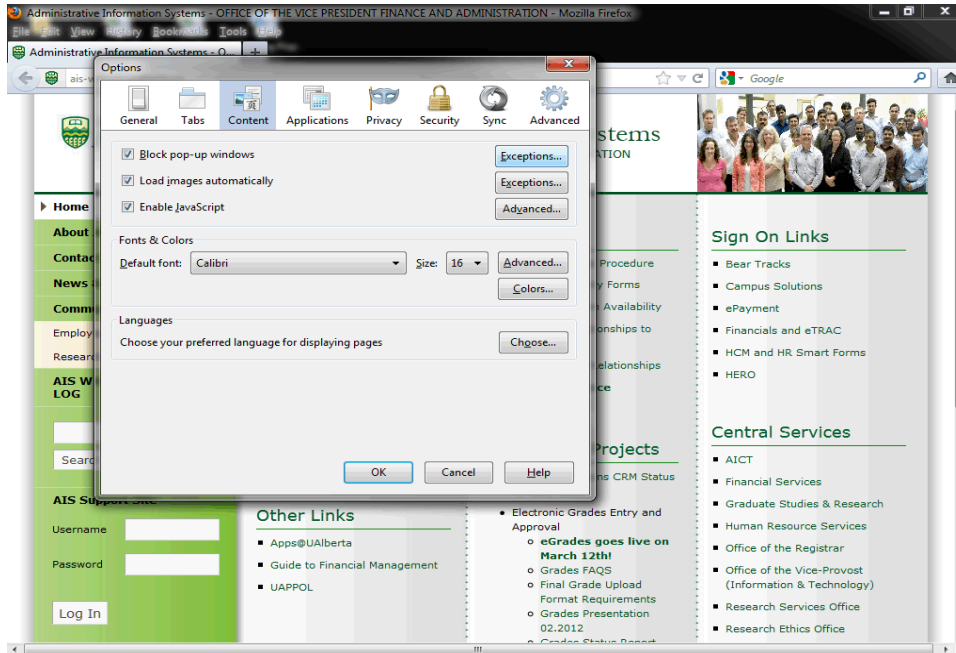 Administrative Information Systems - OFFICE OF THE VICE PRESIDENT FINANCE AND ADMINISTRATION - Mozilla Firefox
File Edit View History Bookmarks Tools Help
Administrative Information Systems - O...
ais-w
Google
Options
General Tabs Content Applications Privacy Security Sync Advanced
Block pop-up windows
Exceptions...
Load images automatically
Exceptions...
Enable JavaScript
Advanced...
Fonts & Colors
Default font: Calibri Size: 16 Advanced...
Colors...
Languages
Choose your preferred language for displaying pages
Choose...
OK Cancel Help
stems
ATION
Home
About
Contac
News
Commu
Employ
Researc
AIS W
LOG
Searc
AIS Support Site
Username
Password
Log In
Other Links
Apps@UAlberta
Guide to Financial Management
UAPPOL
Procedure
y Forms
Availability
onships to
elationships
ce
Projects
ns CRM Status
Electronic Grades Entry and
Approval
eGrades goes live on
March 12th!
Grades FAQS
Final Grade Upload
Format Requirements
Grades Presentation
02.2012
Grades Status Report
Sign On Links
Bear Tracks
Campus Solutions
ePayment
Financials and eTRAC
HCM and HR Smart Forms
HERO
Central Services
AICT
Financial Services
Graduate Studies & Research
Human Resource Services
Office of the Registrar
Office of the Vice-Provost
(Information & Technology)
Research Services Office
Research Ethics Office